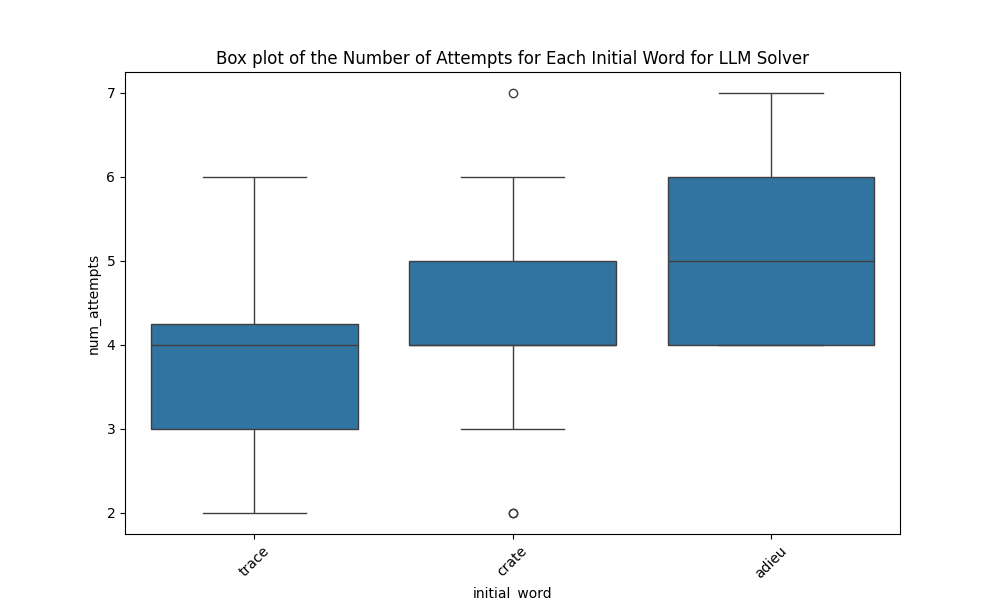 Box plot of the Number of Attempts for Each Initial Word for LLM Solver
num_attempts
7
6
5
4
3
2
trace
crate
adieu
initial_word